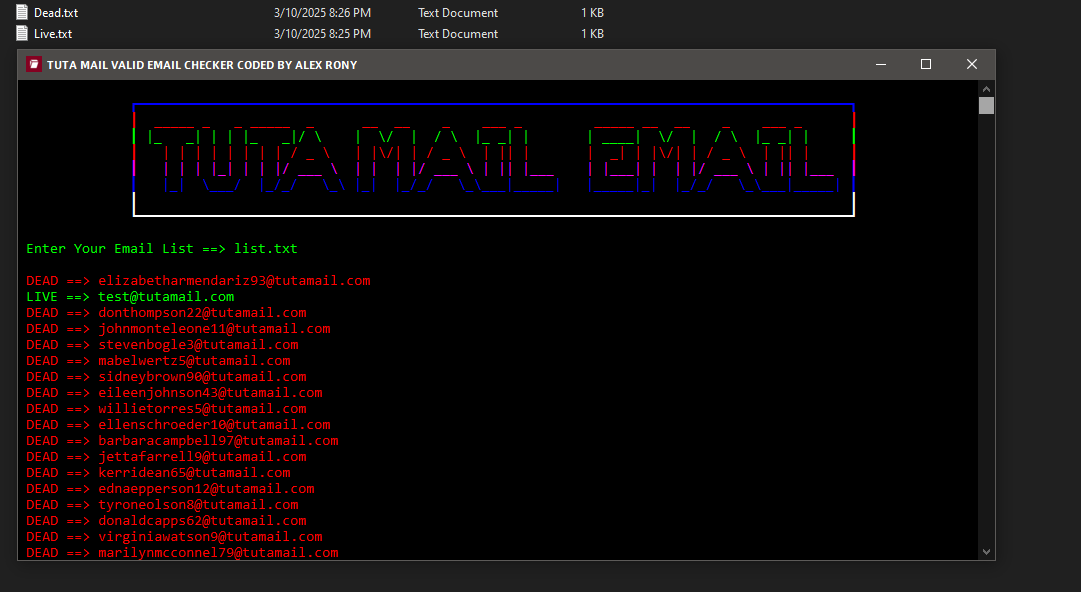 Dead.txt 3/10/2025 8:26 PM Text Document 1 KB
Live.txt 3/10/2025 8:25 PM Text Document 1 KB
TUTA MAIL VALID EMAIL CHECKER CODED BY ALEX RONY
TUTAMAIL EMAIL
Enter Your Email List ==> list.txt
DEAD ==> elizabetharmendariz93@tutamail.com
LIVE ==> test@tutamail.com
DEAD ==> donthompson22@tutamail.com
DEAD ==> johnmonteleone11@tutamail.com
DEAD ==> stevenbogle3@tutamail.com
DEAD ==> mabelwertz5@tutamail.com
DEAD ==> sidneybrown90@tutamail.com
DEAD ==> eileenjohnson43@tutamail.com
DEAD ==> willietorres5@tutamail.com
DEAD ==> ellenschroeder10@tutamail.com
DEAD ==> barbaracampbell97@tutamail.com
DEAD ==> jettafarrell9@tutamail.com
DEAD ==> kerridean65@tutamail.com
DEAD ==> ednaepperson12@tutamail.com
DEAD ==> tyroneolson8@tutamail.com
DEAD ==> donaldcapps62@tutamail.com
DEAD ==> virginiawatson9@tutamail.com
DEAD ==> marilynmcconnel79@tutamail.com